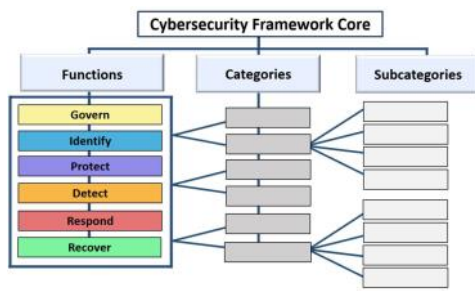 Cybersecurity Framework Core
Functions
Categories
Subcategories
Govern
Identify
Protect
Detect
Respond
Recover